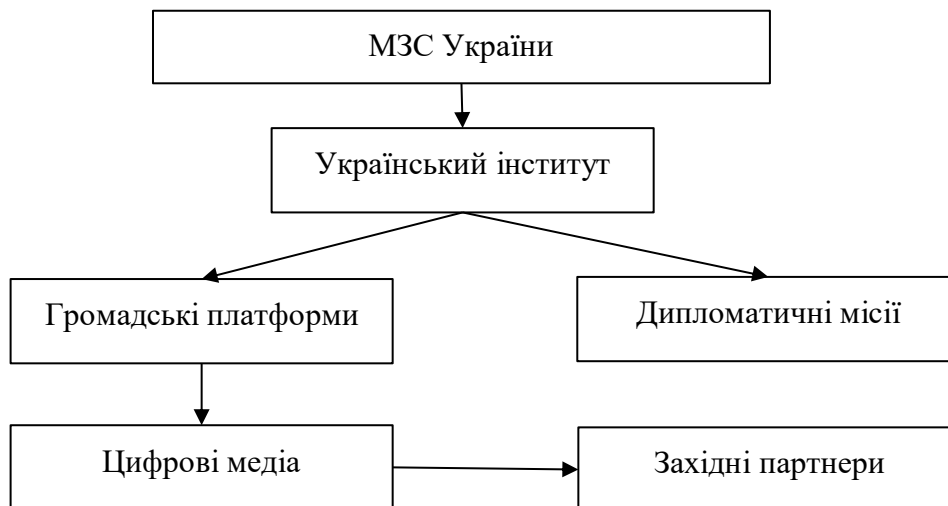 МЗС України
Український інститут
Громадські платформи
Дипломатичні місії
Цифрові медіа
Західні партнери